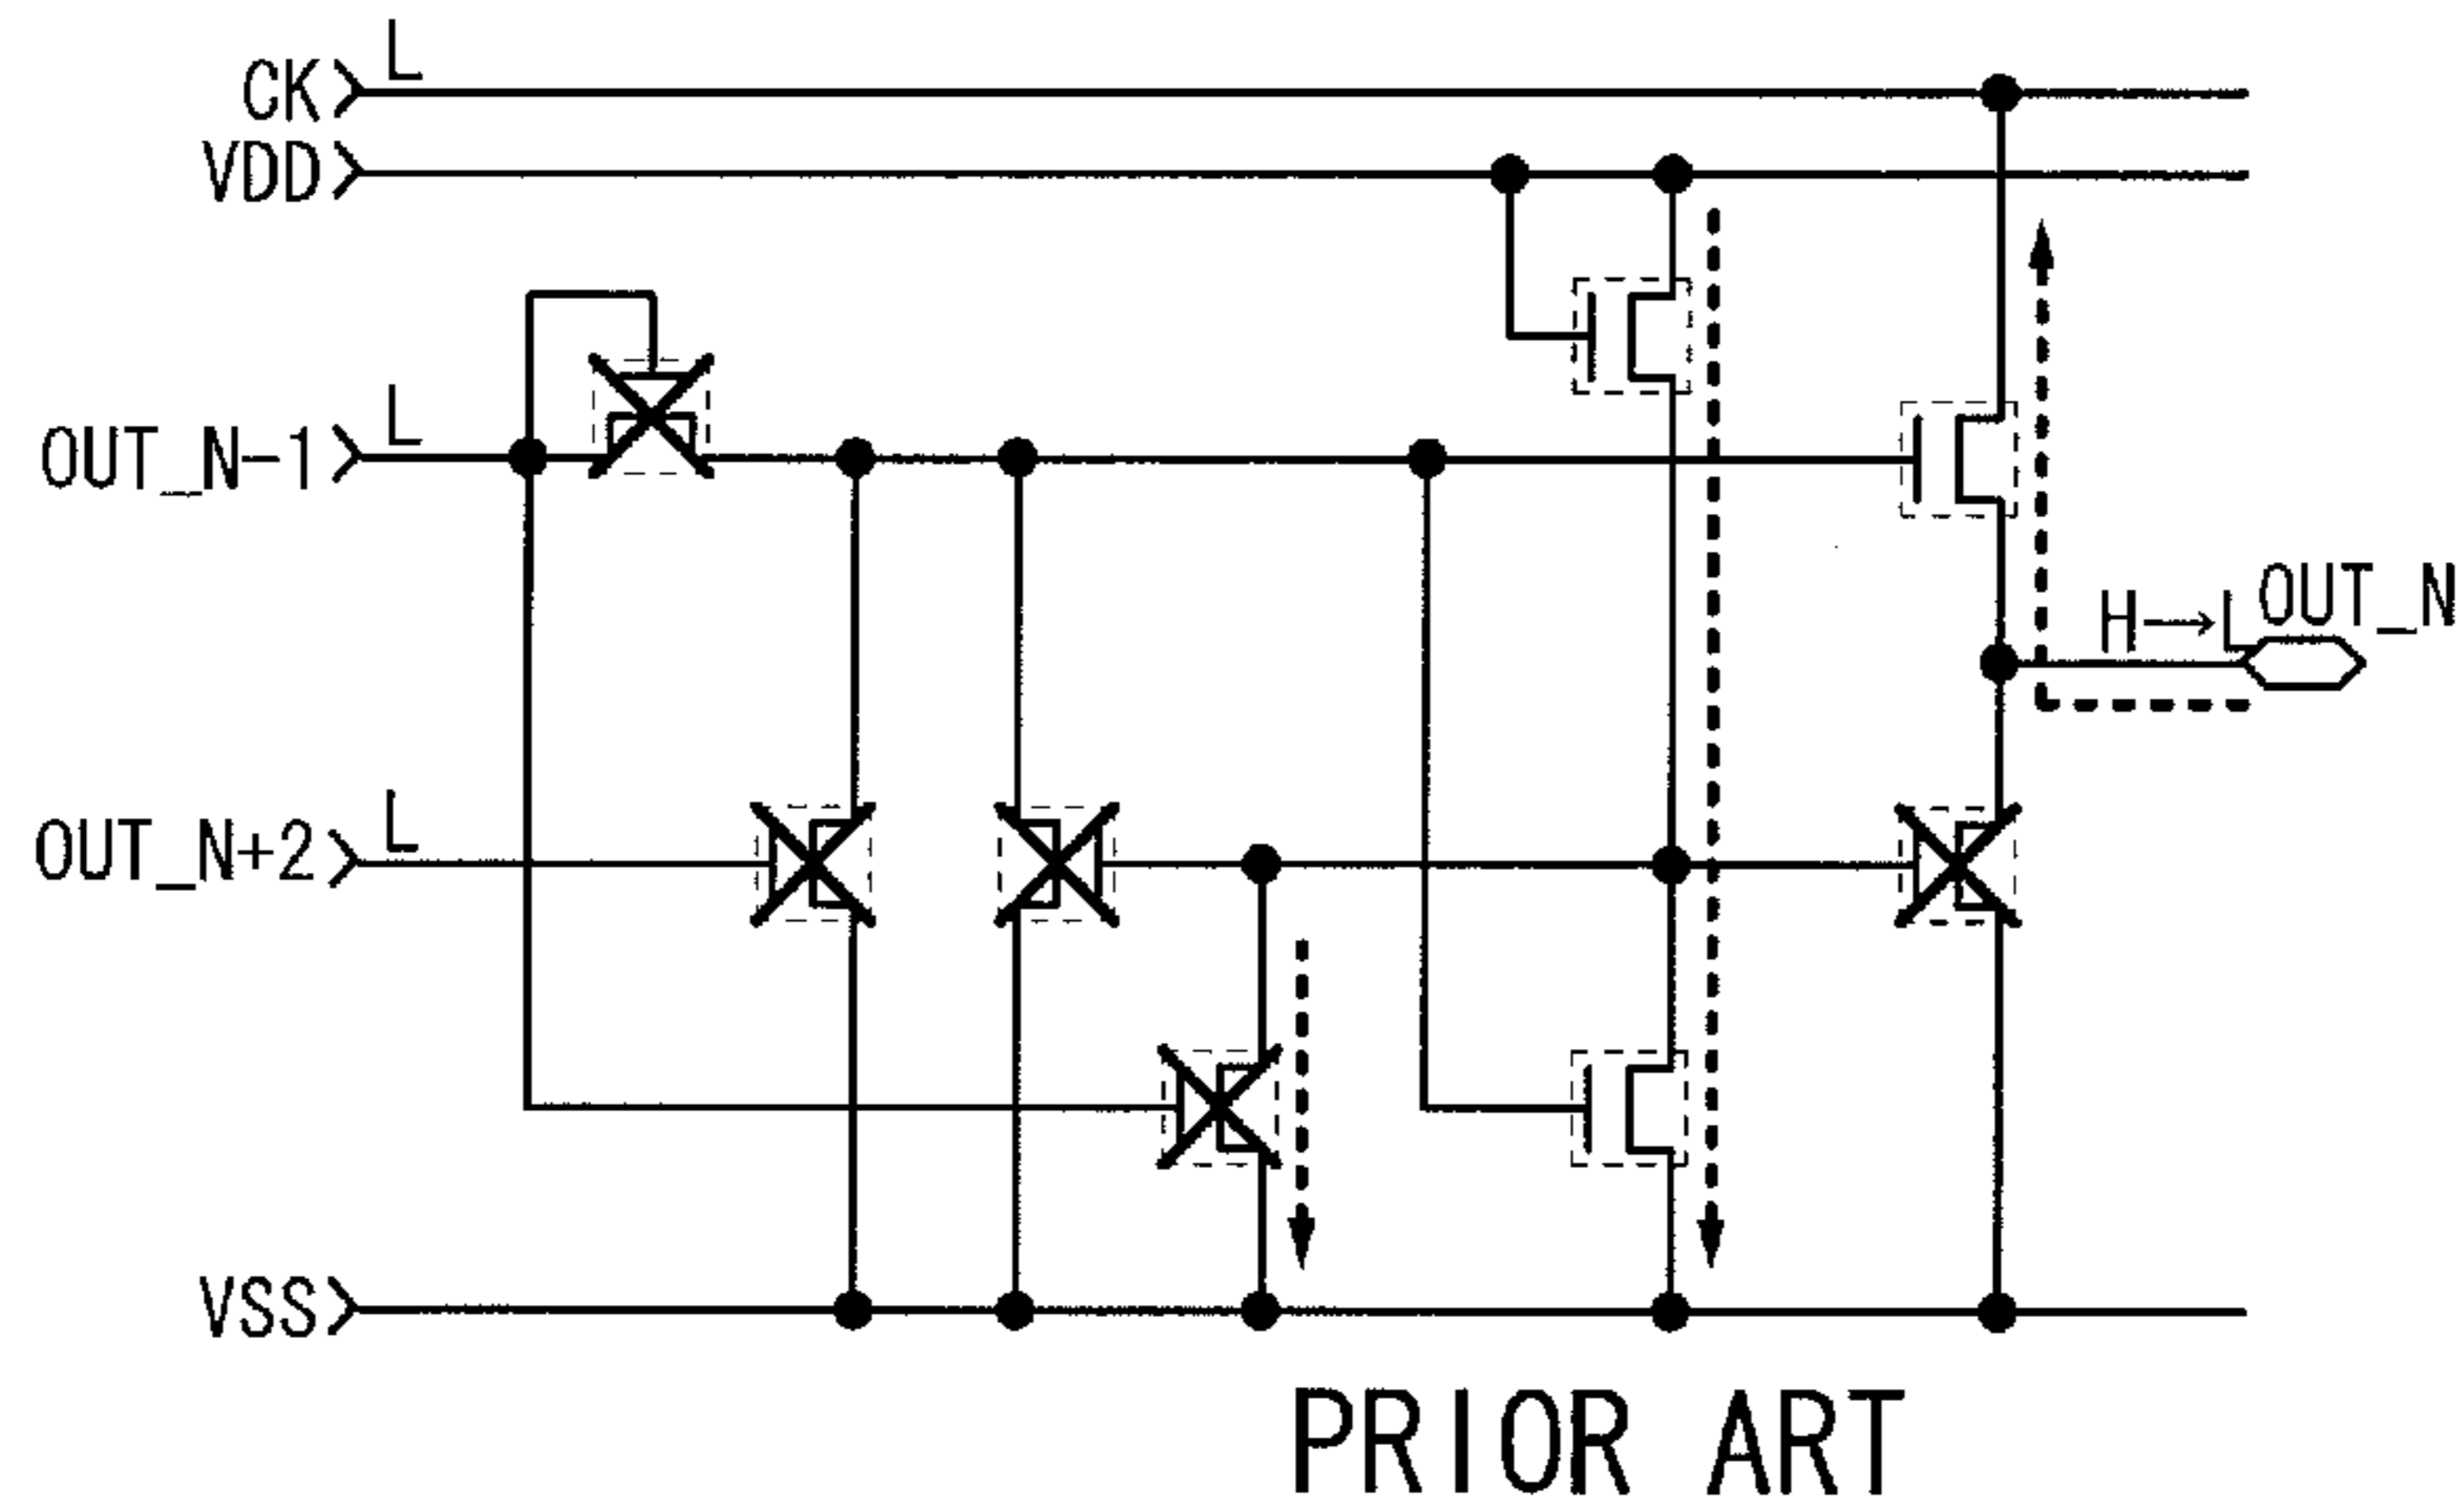 L
CK
VDD
L
OUT_N-1
H→L
OUT_N
L
OUT_N+2
VSS
PRIOR ART